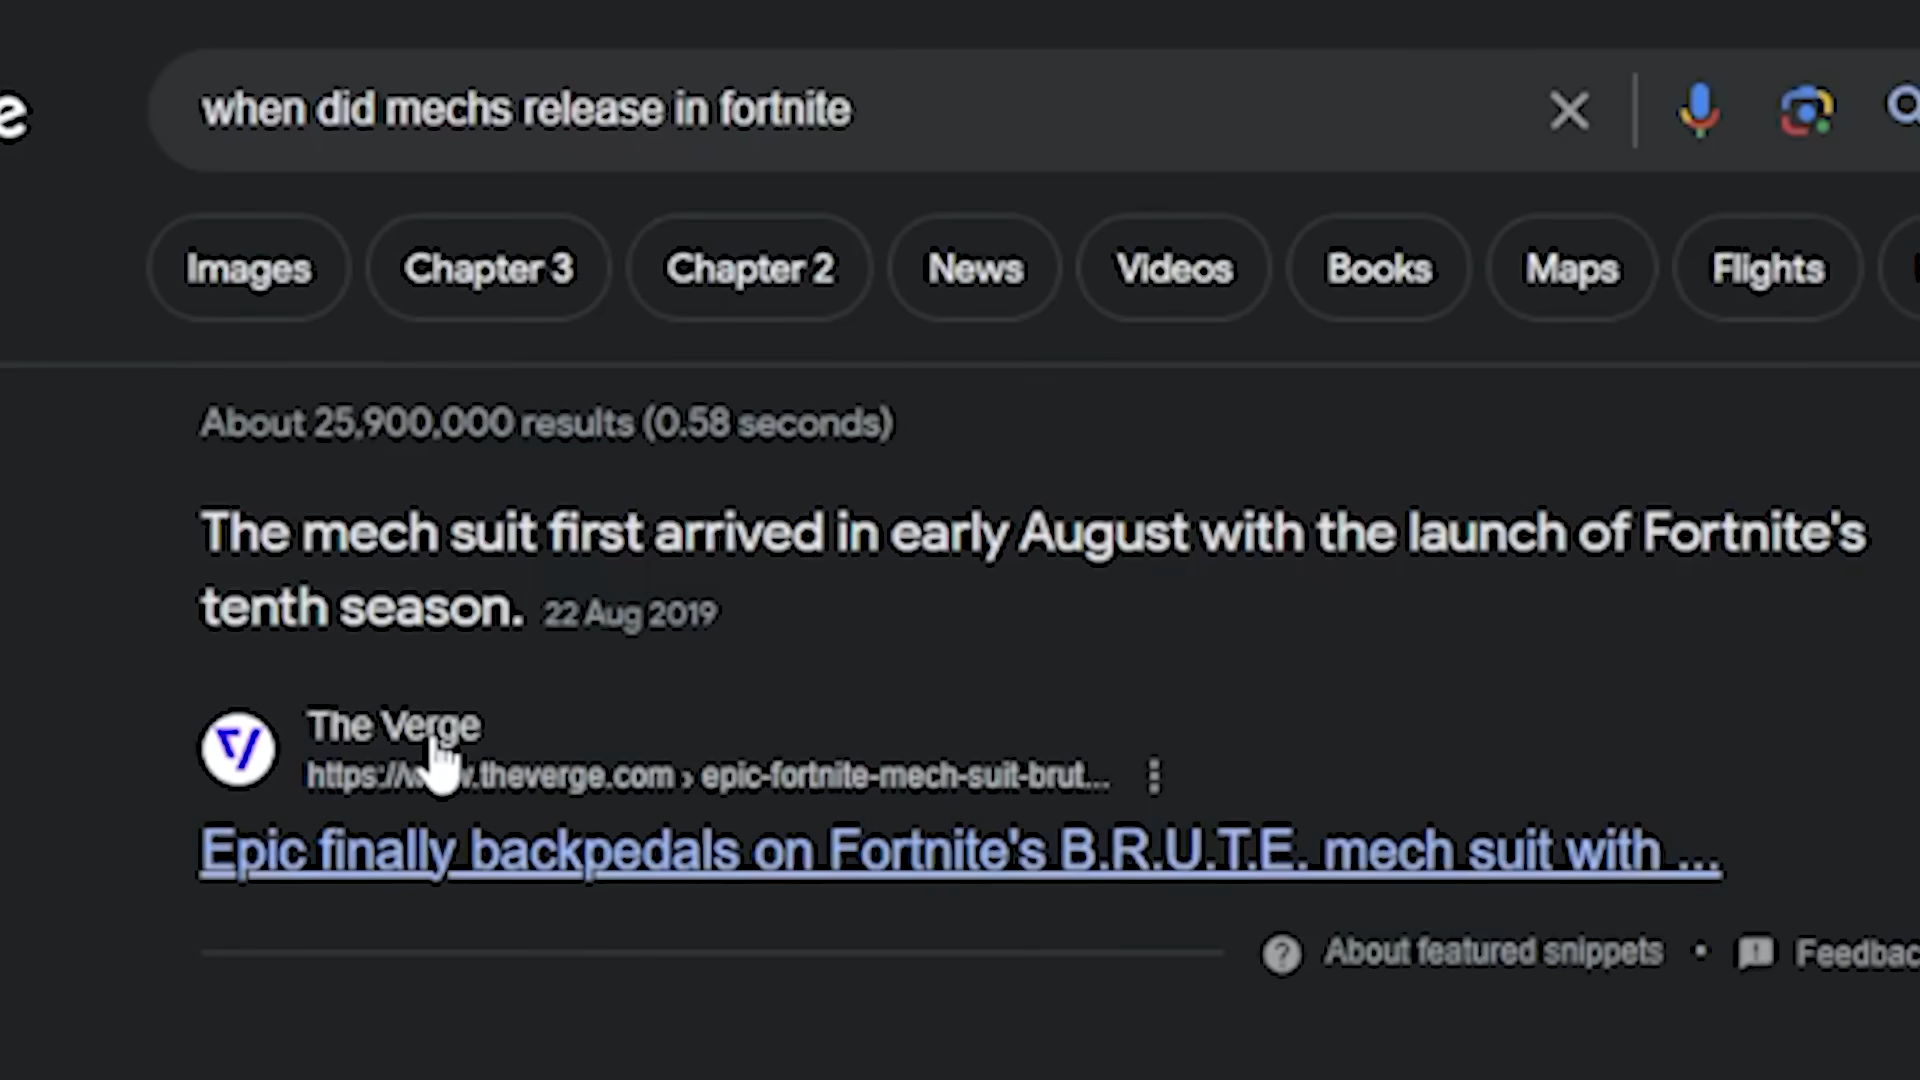 e
when did mechs release in fortnite
Images
Chapter 3
Chapter 2
News
Videos
Books
Maps
Flights
About 25,900,000 results (0.58 seconds)
The mech suit first arrived in early August with the launch of Fortnite's
tenth season. 22 Aug 2019
The Verge
https://www.theverge.com › epic-fortnite-mech-suit-brut...
Epic finally backpedals on Fortnite's B.R.U.T.E. mech suit with ...
About featured snippets • Feedbac